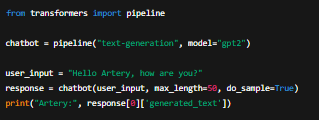 from transformers import pipeline
chatbot = pipeline("text-generation", model="gpt2")
user_input = "Hello Artery, how are you?"
response = chatbot(user_input, max_length=50, do_sample=True)
print("Artery:", response[0]['generated_text'])